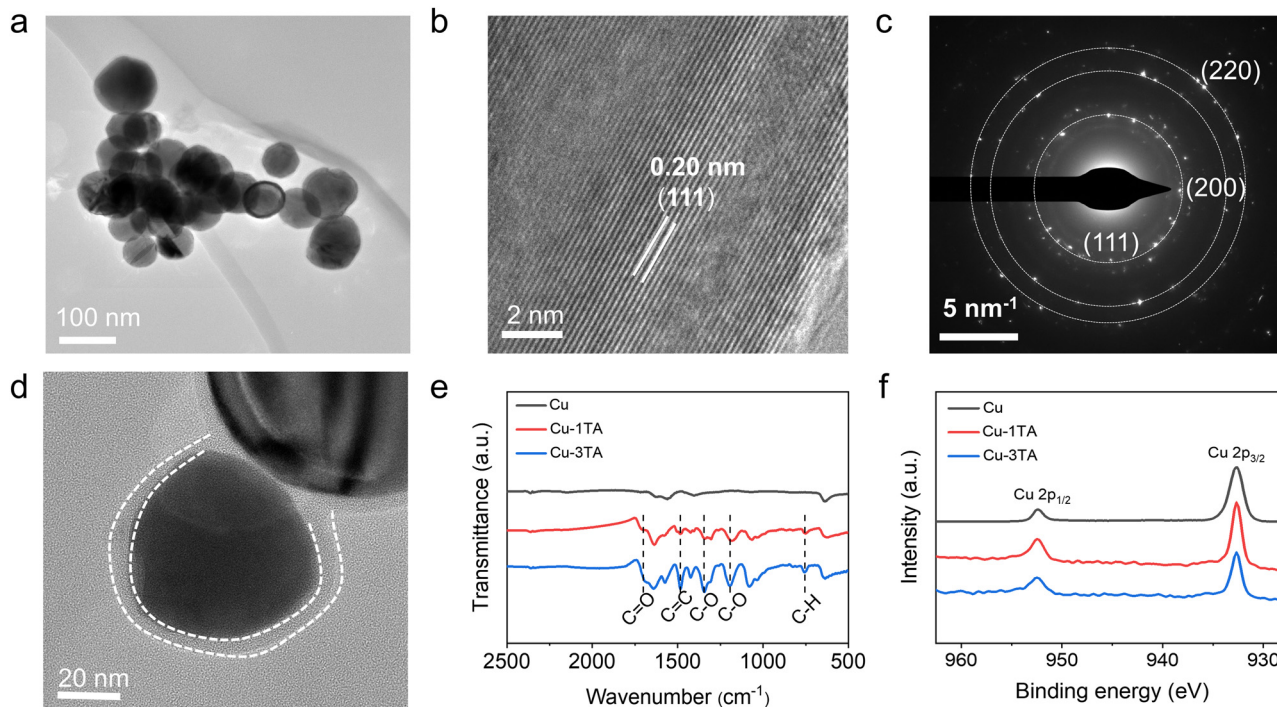 a
100 nm
b
0.20 nm
(111)
2 nm
c
(220)
(200)
(111)
5 nm⁻¹
d
20 nm
e
Cu
Cu-1TA
Cu-3TA
Transmittance (a.u.)
C=O
C=C
C-O
C-O
C-H
2500
2000
1500
1000
500
Wavenumber (cm⁻¹)
f
Cu
Cu-1TA
Cu-3TA
Cu 2p₃/₂
Cu 2p₁/₂
Intensity (a.u.)
960
950
940
930
Binding energy (eV)